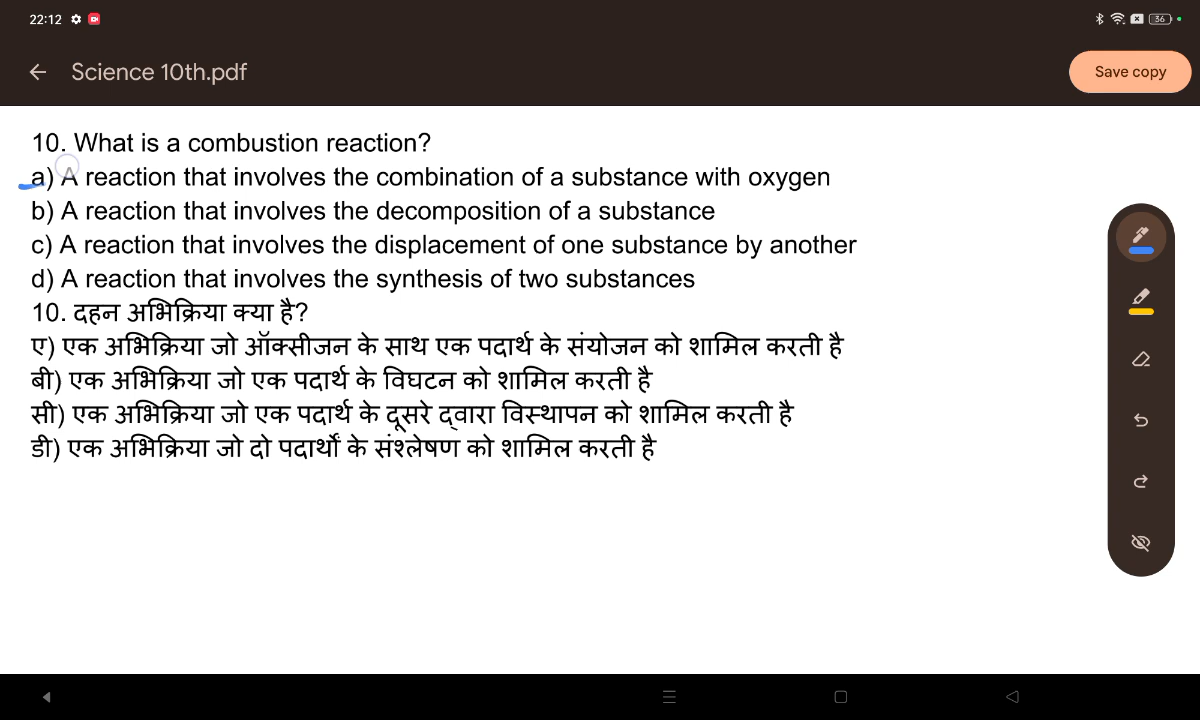 22:12
36
Science 10th.pdf
Save copy
10. What is a combustion reaction?
a) A reaction that involves the combination of a substance with oxygen
b) A reaction that involves the decomposition of a substance
c) A reaction that involves the displacement of one substance by another
d) A reaction that involves the synthesis of two substances
10. दहन अभिक्रिया क्या है?
ए) एक अभिक्रिया जो ऑक्सीजन के साथ एक पदार्थ के संयोजन को शामिल करती है
बी) एक अभिक्रिया जो एक पदार्थ के विघटन को शामिल करती है
सी) एक अभिक्रिया जो एक पदार्थ के दूसरे द्वारा विस्थापन को शामिल करती है
डी) एक अभिक्रिया जो दो पदार्थों के संश्लेषण को शामिल करती है